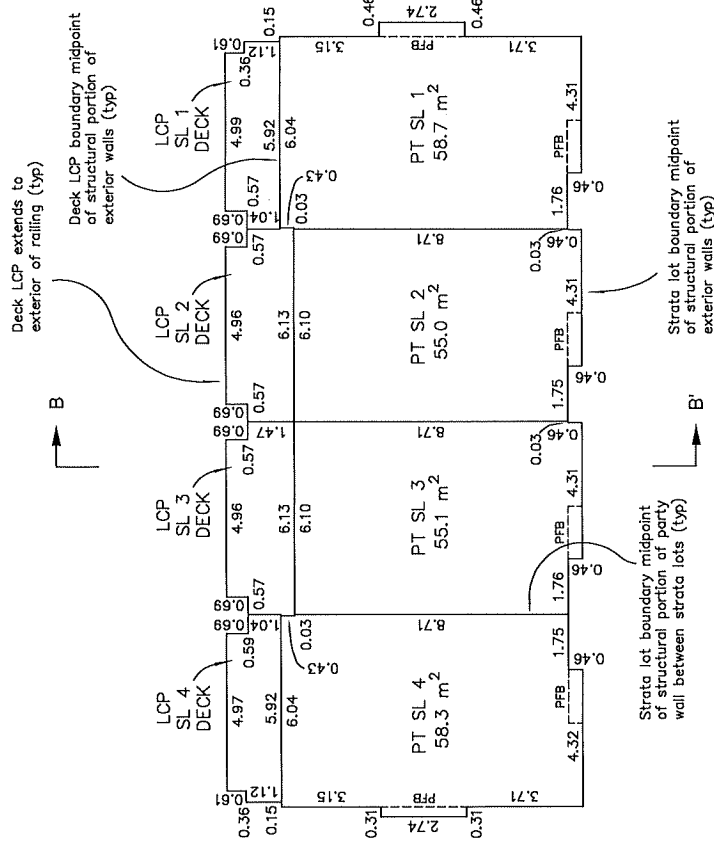 Deck LCP extends to
exterior of railing (typ)
Deck LCP boundary midpoint
of structural portion of
exterior walls (typ)
B
LCP
SL 4
DECK
LCP
SL 3
DECK
LCP
SL 2
DECK
LCP
SL 1
DECK
0.61
4.97
0.69
0.69
4.96
0.69
0.69
4.96
0.69
0.69
4.99
0.61
0.15
0.36
0.59
0.57
0.57
0.57
0.57
0.57
0.36
0.15
1.12
5.92
1.04
1.47
1.04
5.92
1.12
6.04
6.13
6.13
6.04
0.43
0.03
6.10
6.10
0.03
0.43
3.15
8.71
8.71
8.71
3.15
0.31
0.46
2.74
PFB
PT SL 4
58.3 m²
PT SL 3
55.1 m²
PT SL 2
55.0 m²
PT SL 1
58.7 m²
PFB
2.74
0.31
0.46
3.71
3.71
0.03
0.03
4.32
PFB
1.75
1.76
PFB
4.31
1.75
PFB
4.31
1.76
PFB
4.31
0.46
0.46
0.46
0.46
0.46
0.46
Strata lot boundary midpoint
of structural portion of party
wall between strata lots (typ)
B'
Strata lot boundary midpoint
of structural portion of
exterior walls (typ)